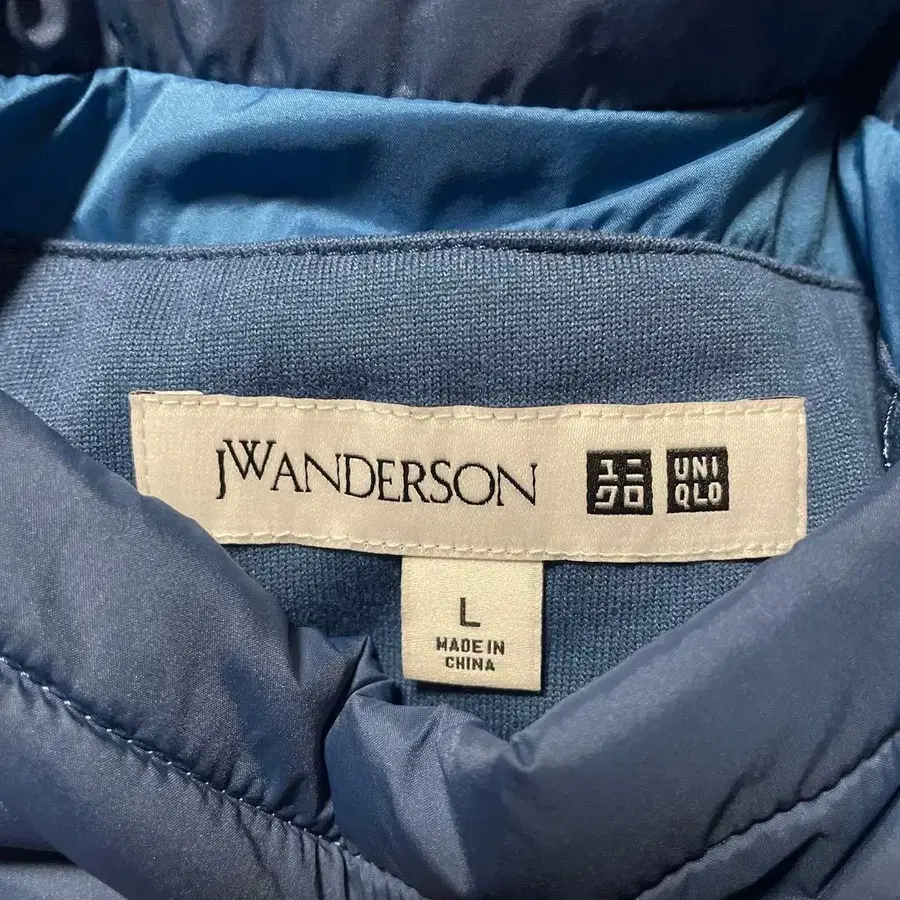 JWANDERSON
ユニ
クロ
UNI
QLO
L
MADE IN
CHINA